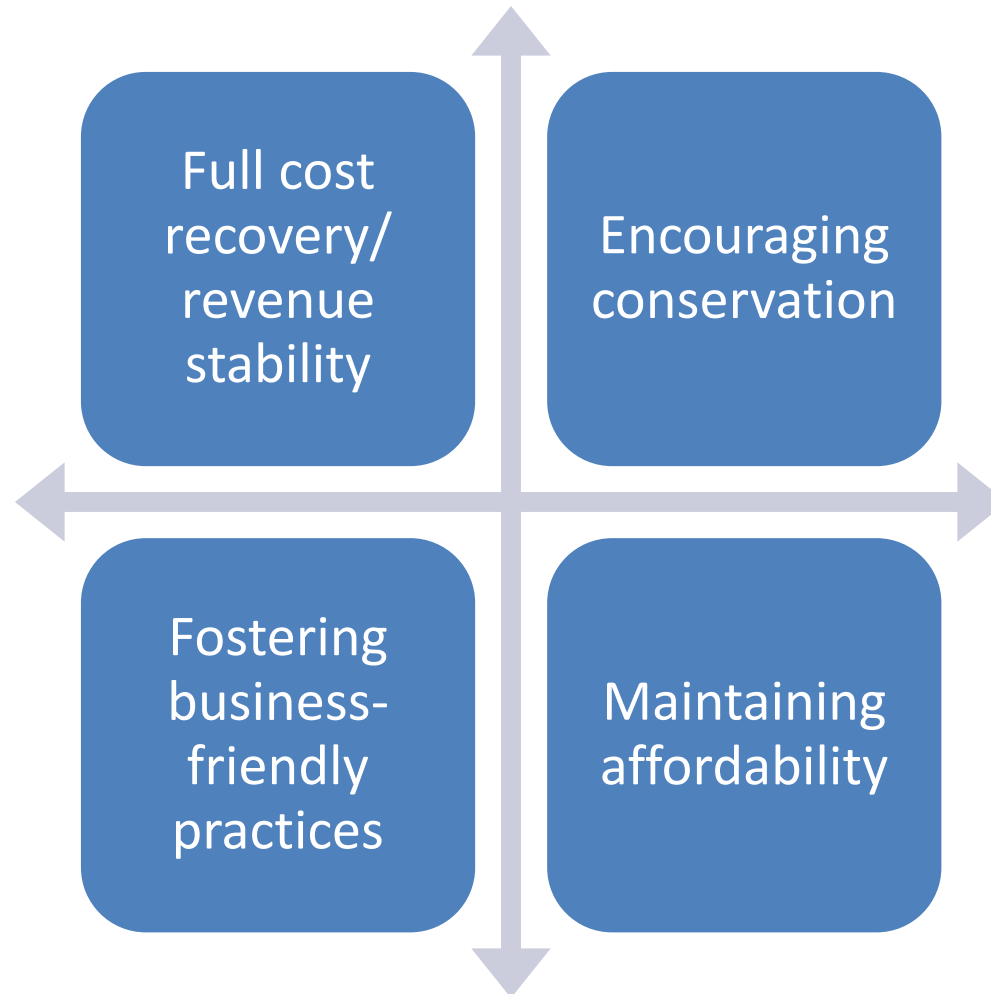 Full cost
recovery/
revenue
stability
Encouraging
conservation
Fostering
business-
friendly
practices
Maintaining
affordability